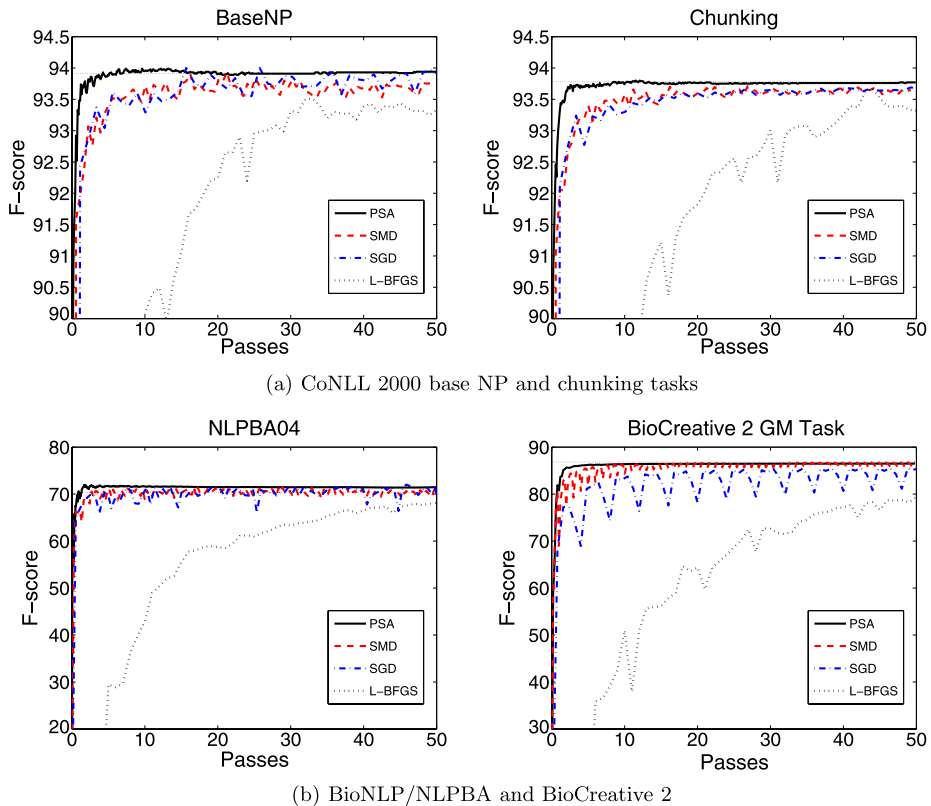 BaseNP
94.5
94
93.5
93
92.5
92
91.5
91
90.5
90
0 10 20 30 40 50
F-score
Passes
PSA
SMD
SGD
L-BFGS
Chunking
94.5
94
93.5
93
92.5
92
91.5
91
90.5
90
0 10 20 30 40 50
F-score
Passes
PSA
SMD
SGD
L-BFGS
(a) CoNLL 2000 base NP and chunking tasks
NLPBA04
80
70
60
50
40
30
20
0 10 20 30 40 50
F-score
Passes
PSA
SMD
SGD
L-BFGS
BioCreative 2 GM Task
90
80
70
60
50
40
30
0 10 20 30 40 50
F-score
Passes
PSA
SMD
SGD
L-BFGS
(b) BioNLP/NLPBA and BioCreative 2